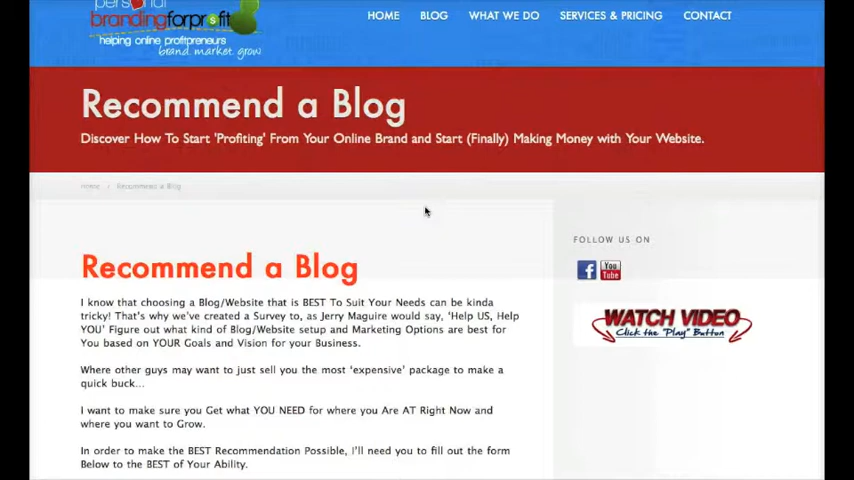 personal
brandingforprofit
helping online profitpreneurs
brand market grow
HOME BLOG WHAT WE DO SERVICES & PRICING CONTACT
Recommend a Blog
Discover How To Start 'Profiting' From Your Online Brand and Start (Finally) Making Money with Your Website.
Home Recommend a Blog
FOLLOW US ON
You
Tube
WATCH VIDEO
Click the "Play" Button
Recommend a Blog
I know that choosing a Blog/Website that is BEST To Suit Your Needs can be kinda
tricky! That's why we've created a Survey to, as Jerry Maguire would say, 'Help US, Help
YOU' Figure out what kind of Blog/Website setup and Marketing Options are best for
You based on YOUR Goals and Vision for your Business.
Where other guys may want to just sell you the most 'expensive' package to make a
quick buck...
I want to make sure you Get what YOU NEED for where you Are AT Right Now and
where you want to Grow.
In order to make the BEST Recommendation Possible, I'll need you to fill out the form
Below to the BEST of Your Ability.